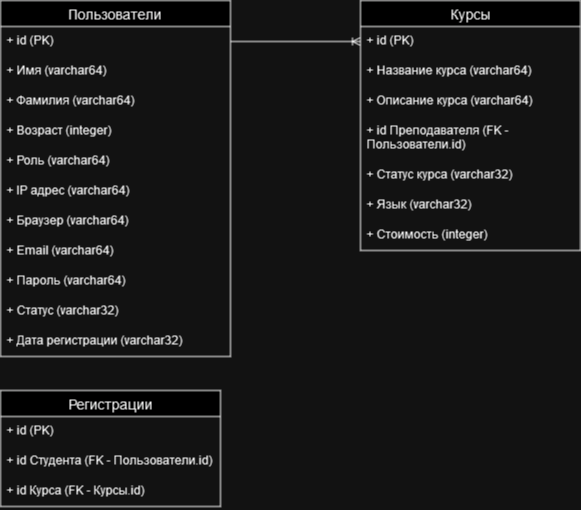 Пользователи
+ id (PK)
+ Имя (varchar64)
+ Фамилия (varchar64)
+ Возраст (integer)
+ Роль (varchar64)
+ IP адрес (varchar64)
+ Браузер (varchar64)
+ Email (varchar64)
+ Пароль (varchar64)
+ Статус (varchar32)
+ Дата регистрации (varchar32)
Курсы
+ id (PK)
+ Название курса (varchar64)
+ Описание курса (varchar64)
+ id Преподавателя (FK -
Пользователи.id)
+ Статус курса (varchar32)
+ Язык (varchar32)
+ Стоимость (integer)
Регистрации
+ id (PK)
+ id Студента (FK - Пользователи.id)
+ id Курса (FK - Курсы.id)